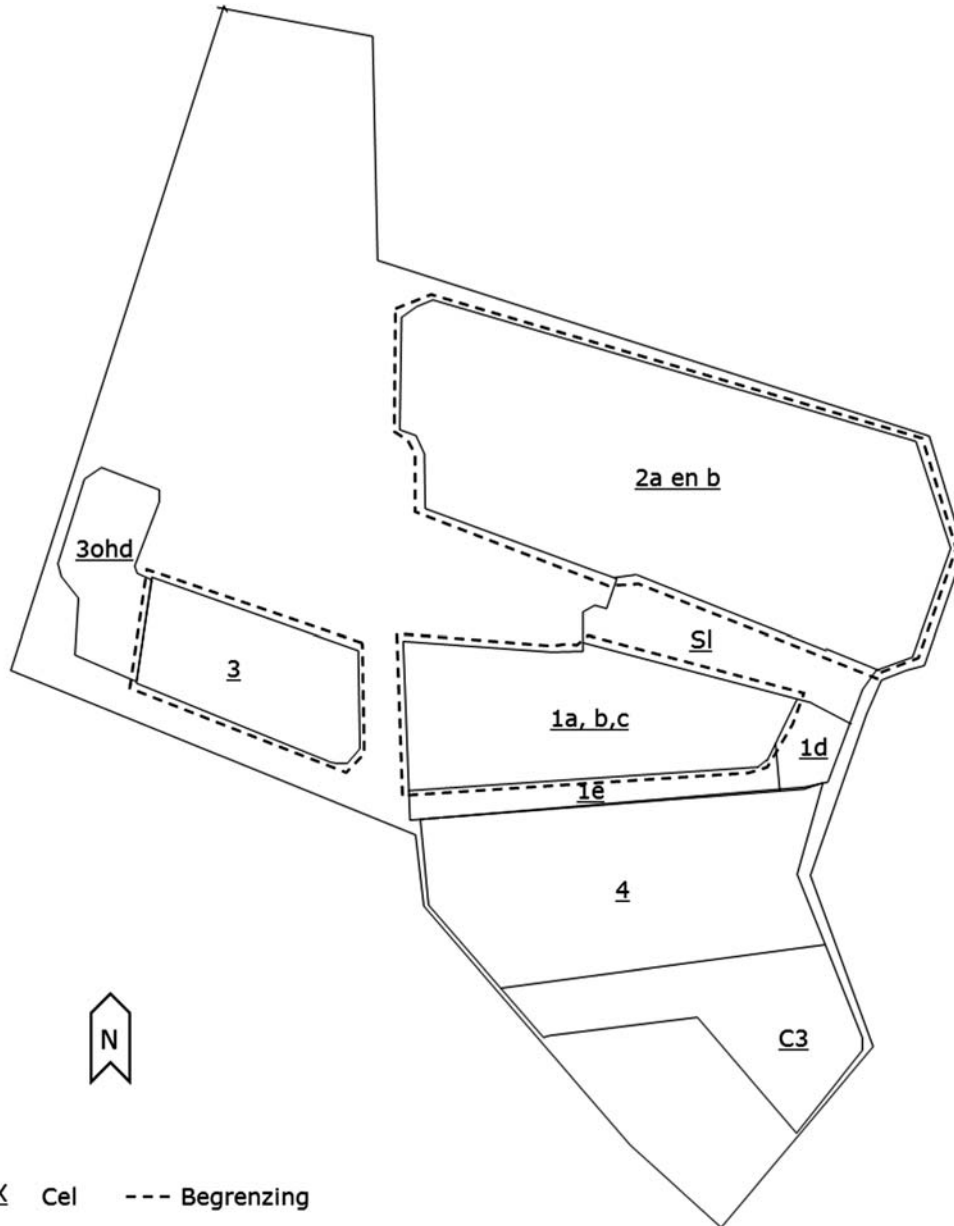 2a en b
3ohd
Sl
3
1a, b,c
1d
1e
4
N
C3
X Cel --- Begrenzing